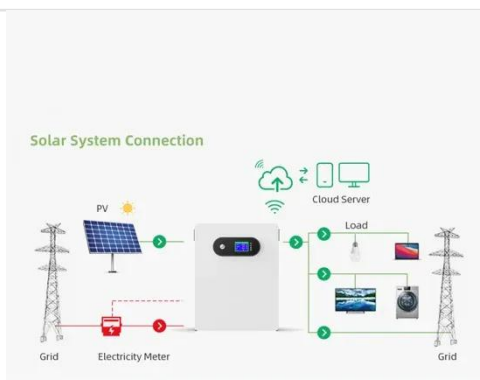 Solar System Connection
Cloud Server
PV
Load
Grid
Electricity Meter
Grid